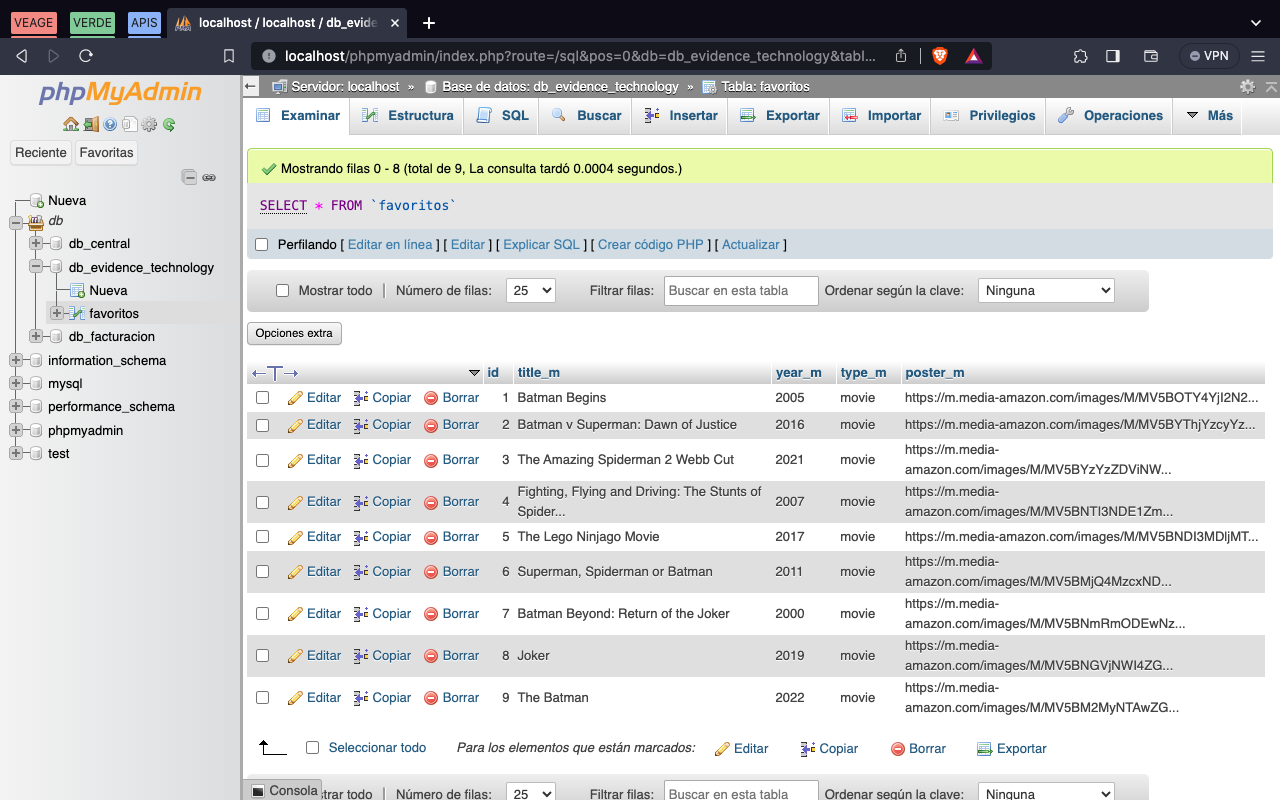 VEAGE VERDE APIS localhost / localhost / db_evide
localhost/phpmyadmin/index.php?route=/sql&pos=0&db=db_evidence_technology&tabl... VPN
phpMyAdmin
Reciente Favoritas
Nueva
db
db_central
db_evidence_technology
Nueva
favoritos
db_facturacion
information_schema
mysql
performance_schema
phpmyadmin
test
Servidor: localhost » Base de datos: db_evidence_technology » Tabla: favoritos
Examinar Estructura SQL Buscar Insertar Exportar Importar Privilegios Operaciones Más
Mostrando filas 0 - 8 (total de 9, La consulta tardó 0.0004 segundos.)
SELECT * FROM `favoritos`
Perfilando [ Editar en línea ] [ Editar ] [ Explicar SQL ] [ Crear código PHP ] [ Actualizar ]
Mostrar todo | Número de filas: 25 Filtrar filas: Buscar en esta tabla Ordenar según la clave: Ninguna
Opciones extra
id title_m year_m type_m poster_m
Editar Copiar Borrar 1 Batman Begins 2005 movie https://m.media-amazon.com/images/M/MV5BOTY4YjI2N2...
Editar Copiar Borrar 2 Batman v Superman: Dawn of Justice 2016 movie https://m.media-amazon.com/images/M/MV5BYThjYzcyYz...
Editar Copiar Borrar 3 The Amazing Spiderman 2 Webb Cut 2021 movie https://m.media-
amazon.com/images/M/MV5BYzYzZDViNW...
Editar Copiar Borrar 4 Fighting, Flying and Driving: The Stunts of
Spider... 2007 movie https://m.media-
amazon.com/images/M/MV5BNTI3NDE1Zm...
Editar Copiar Borrar 5 The Lego Ninjago Movie 2017 movie https://m.media-amazon.com/images/M/MV5BNDI3MDljMT...
Editar Copiar Borrar 6 Superman, Spiderman or Batman 2011 movie https://m.media-
amazon.com/images/M/MV5BMjQ4MzcxND...
Editar Copiar Borrar 7 Batman Beyond: Return of the Joker 2000 movie https://m.media-
amazon.com/images/M/MV5BNmRmODEwNz...
Editar Copiar Borrar 8 Joker 2019 movie https://m.media-
amazon.com/images/M/MV5BNGVjNWI4ZG...
Editar Copiar Borrar 9 The Batman 2022 movie https://m.media-
amazon.com/images/M/MV5BM2MyNTAwZG...
Seleccionar todo Para los elementos que están marcados: Editar Copiar Borrar Exportar
Consola trar todo | Número de filas: 25 Filtrar filas: Buscar en esta tabla Ordenar según la clave: Ninguna